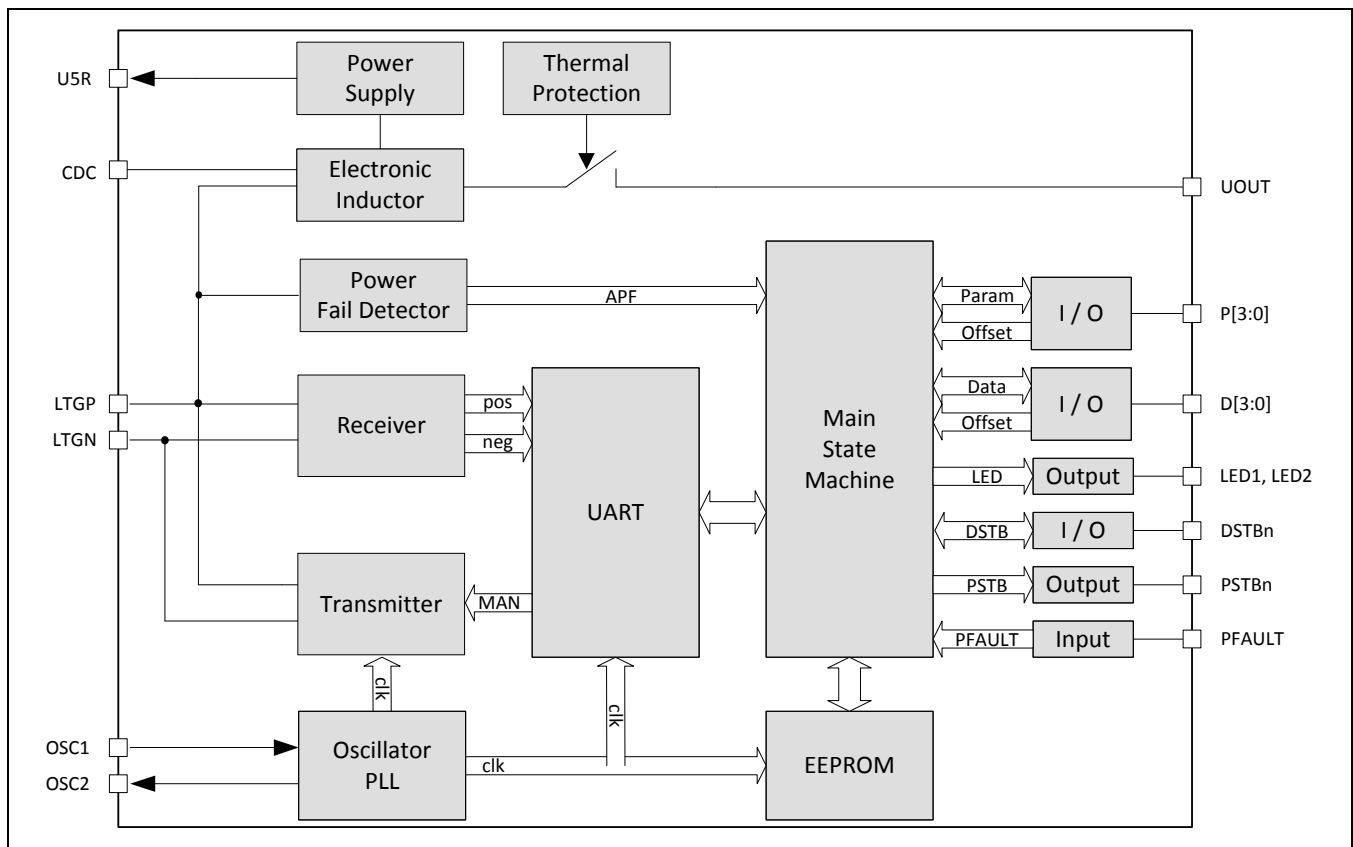 Power
Supply
Thermal
Protection
U5R
CDC
Electronic
Inductor
UOUT
Power
Fail Detector
APF
Param
Offset
I / O
P[3:0]
LTGP
LTGN
Receiver
pos
neg
UART
Main
State
Machine
Data
Offset
I / O
D[3:0]
LED
Output
LED1, LED2
DSTB
I / O
DSTBn
Transmitter
MAN
PSTB
Output
PSTBn
PFAULT
Input
PFAULT
clk
clk
OSC1
OSC2
Oscillator
PLL
clk
EEPROM